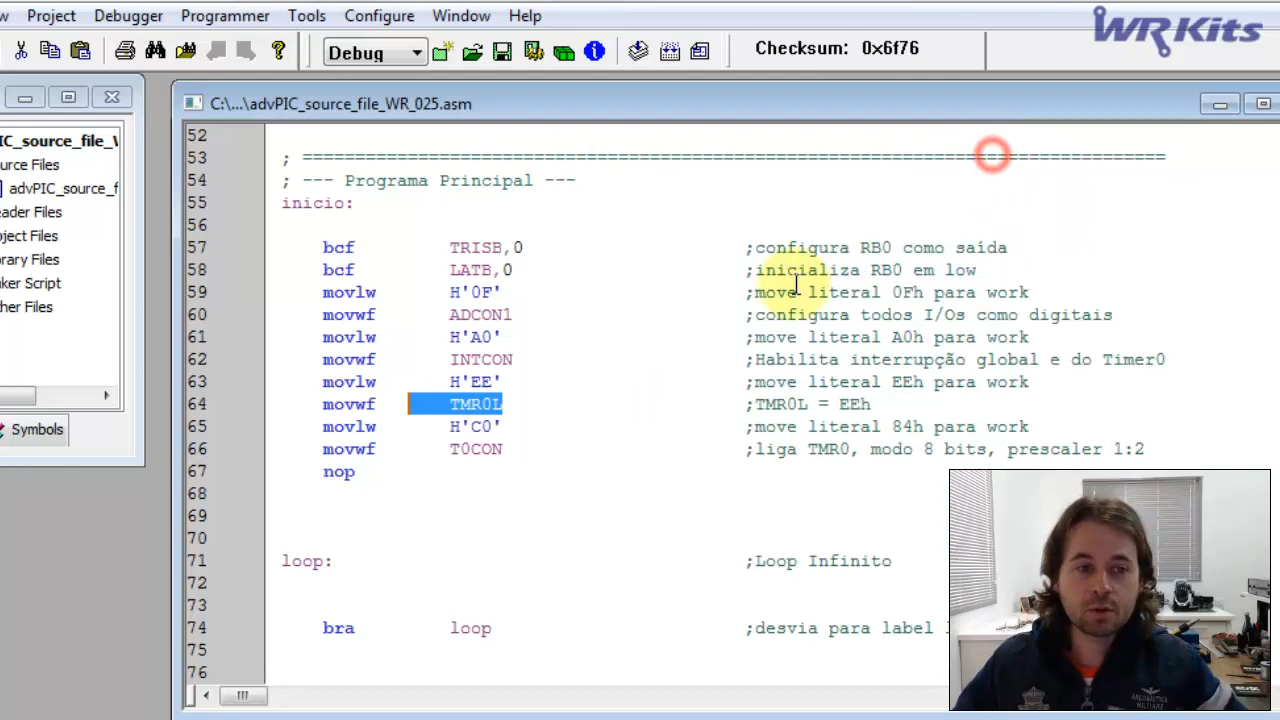 Project Debugger Programmer Tools Configure Window Help
WR Kits
Debug Checksum: 0x6f76
C:\...\advPIC_source_file_WR_025.asm
52
53 ; ==================================================================================
54 ; --- Programa Principal ---
55 inicio:
56
57 bcf TRISB,0 ;configura RB0 como saída
58 bcf LATB,0 ;inicializa RB0 em low
59 movlw H'0F' ;move literal 0Fh para work
60 movwf ADCON1 ;configura todos I/Os como digitais
61 movlw H'A0' ;move literal A0h para work
62 movwf INTCON ;Habilita interrupção global e do Timer0
63 movlw H'EE' ;move literal EEh para work
64 movwf TMR0L ;TMR0L = EEh
65 movlw H'C0' ;move literal 84h para work
66 movwf T0CON ;liga TMR0, modo 8 bits, prescaler 1:2
67 nop
68
69
70
71 loop: ;Loop Infinito
72
73
74 bra loop ;desvia para label
75
76
IC_source_file_
urce Files
advPIC_source_f
eader Files
bject Files
brary Files
nker Script
ther Files
Symbols
AERONÁUTICA
MILITAR